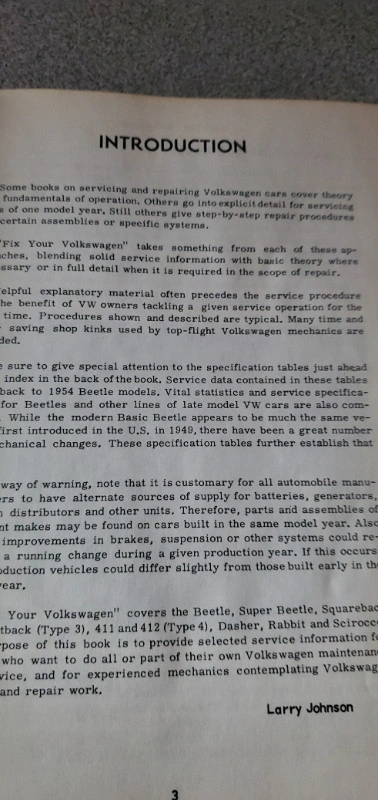 INTRODUCTION
Some books on servicing and repairing Volkswagen cars cover theory
fundamentals of operation. Others go into explicit detail for servicing
s of one model year. Still others give step-by-step repair procedures
certain assemblies or specific systems.
"Fix Your Volkswagen" takes something from each of these ap-
ches, blending solid service information with basic theory where
ssary or in full detail when it is required in the scope of repair.
elpful explanatory material often precedes the service procedure
he benefit of VW owners tackling a given service operation for the
time. Procedures shown and described are typical. Many time and
saving shop kinks used by top-flight Volkswagen mechanics are
ded.
e sure to give special attention to the specification tables just ahead
index in the back of the book. Service data contained in these tables
back to 1954 Beetle models. Vital statistics and service specifica-
for Beetles and other lines of late model VW cars are also com-
. While the modern Basic Beetle appears to be much the same ve-
first introduced in the U.S. in 1949, there have been a great number
chanical changes. These specification tables further establish that
way of warning, note that it is customary for all automobile manu-
ers to have alternate sources of supply for batteries, generators,
distributors and other units. Therefore, parts and assemblies of
nt makes may be found on cars built in the same model year. Also
improvements in brakes, suspension or other systems could re-
a running change during a given production year. If this occurs
oduction vehicles could differ slightly from those built early in the
year.
Your Volkswagen" covers the Beetle, Super Beetle, Squareback
tback (Type 3), 411 and 412 (Type 4), Dasher, Rabbit and Scirocco
rpose of this book is to provide selected service information fo
who want to do all or part of their own Volkswagen maintenan
vice, and for experienced mechanics contemplating Volkswag
and repair work.
Larry Johnson
3